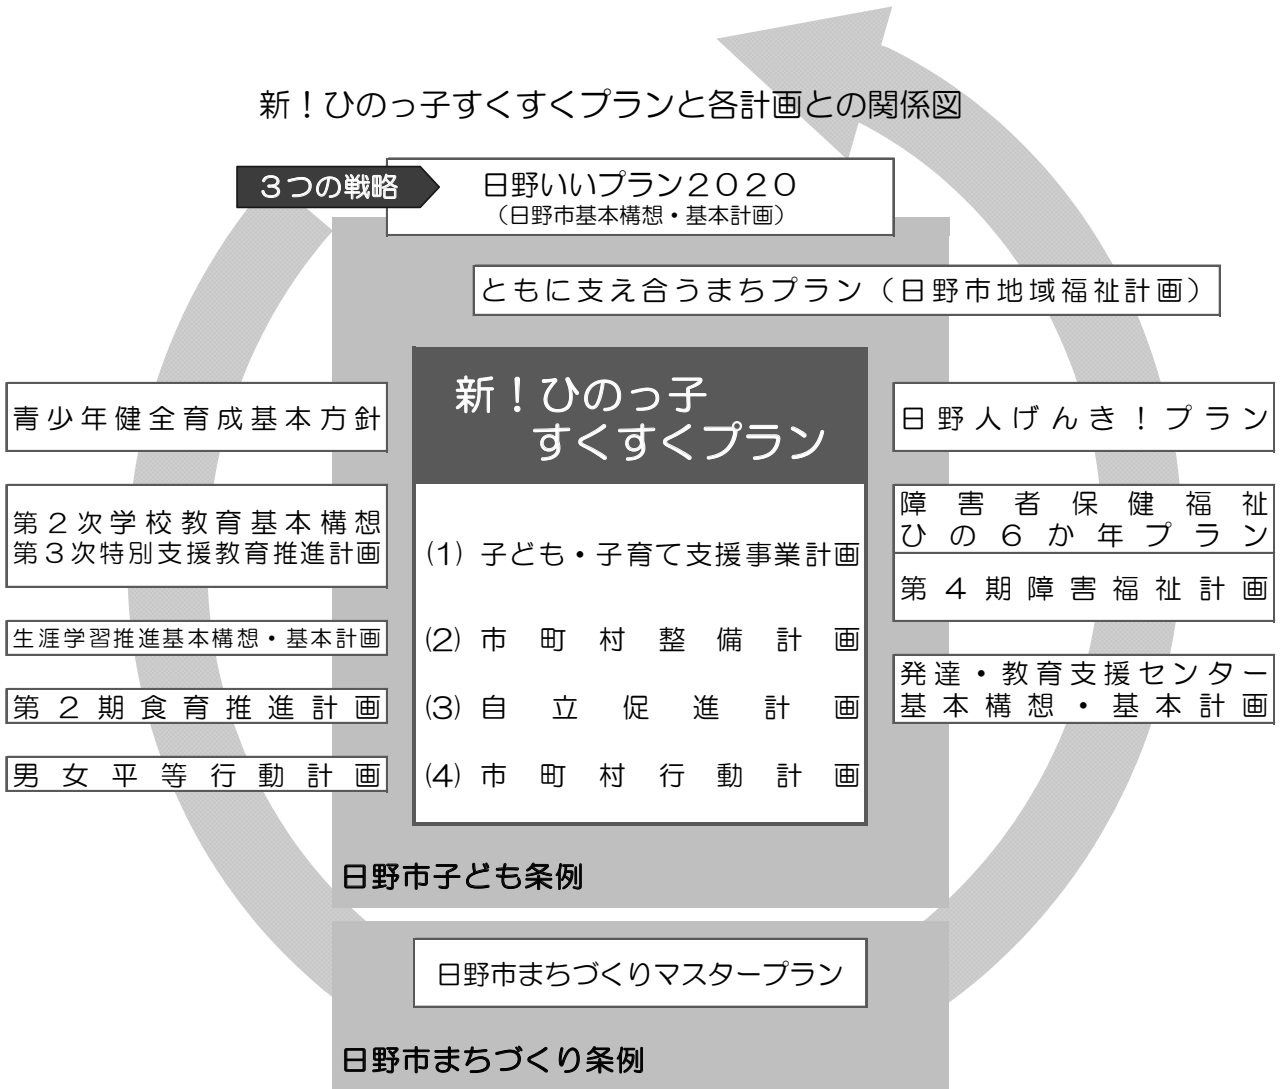 新！ひのっ子すくすくプランと各計画との関係図
３つの戦略
日野いいプラン２０２０
（日野市基本構想・基本計画）
ともに支え合うまちプラン（日野市地域福祉計画）
新！ひのっ子
すくすくプラン
(1) 子ども・子育て支援事業計画
(2) 市町村整備計画
(3) 自立促進計画
(4) 市町村行動計画
青少年健全育成基本方針
第２次学校教育基本構想
第３次特別支援教育推進計画
生涯学習推進基本構想・基本計画
第２期食育推進計画
男女平等行動計画
日野人げんき！プラン
障害者保健福祉
ひの６か年プラン
第４期障害福祉計画
発達・教育支援センター
基本構想・基本計画
日野市子ども条例
日野市まちづくりマスタープラン
日野市まちづくり条例